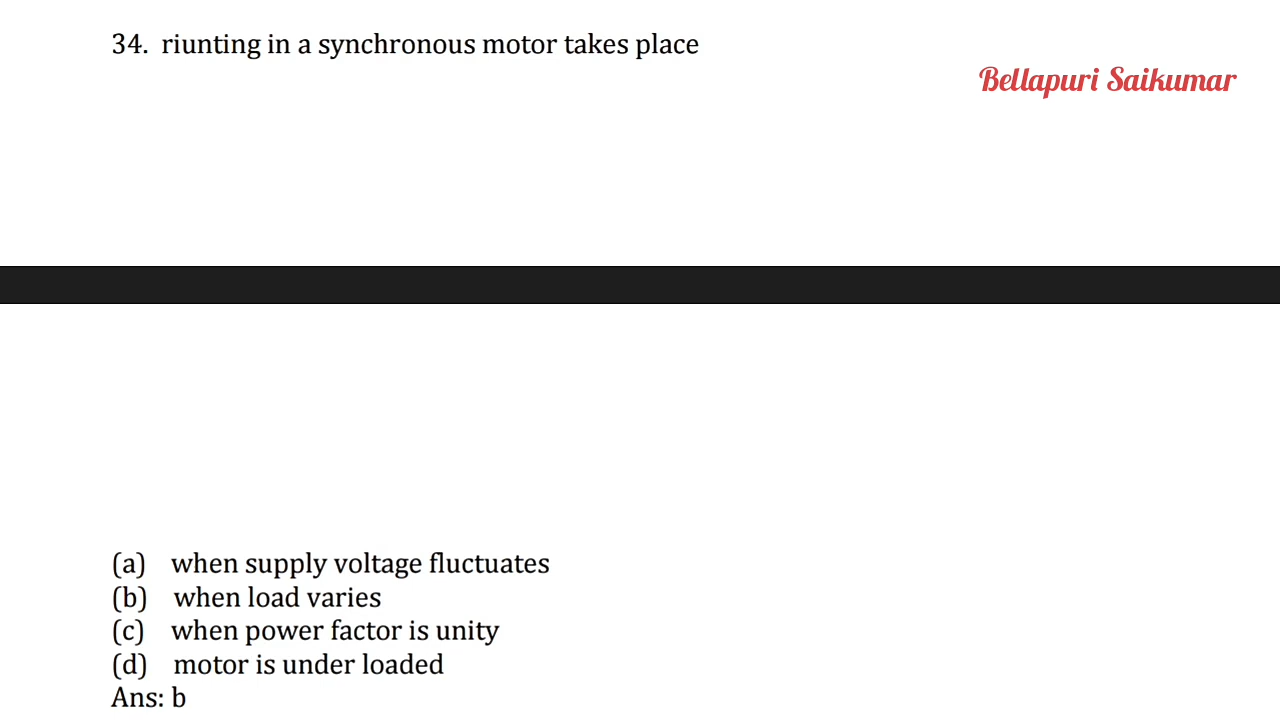 34. riunting in a synchronous motor takes place
Bellapuri Saikumar
(a) when supply voltage fluctuates
(b) when load varies
(c) when power factor is unity
(d) motor is under loaded
Ans: b